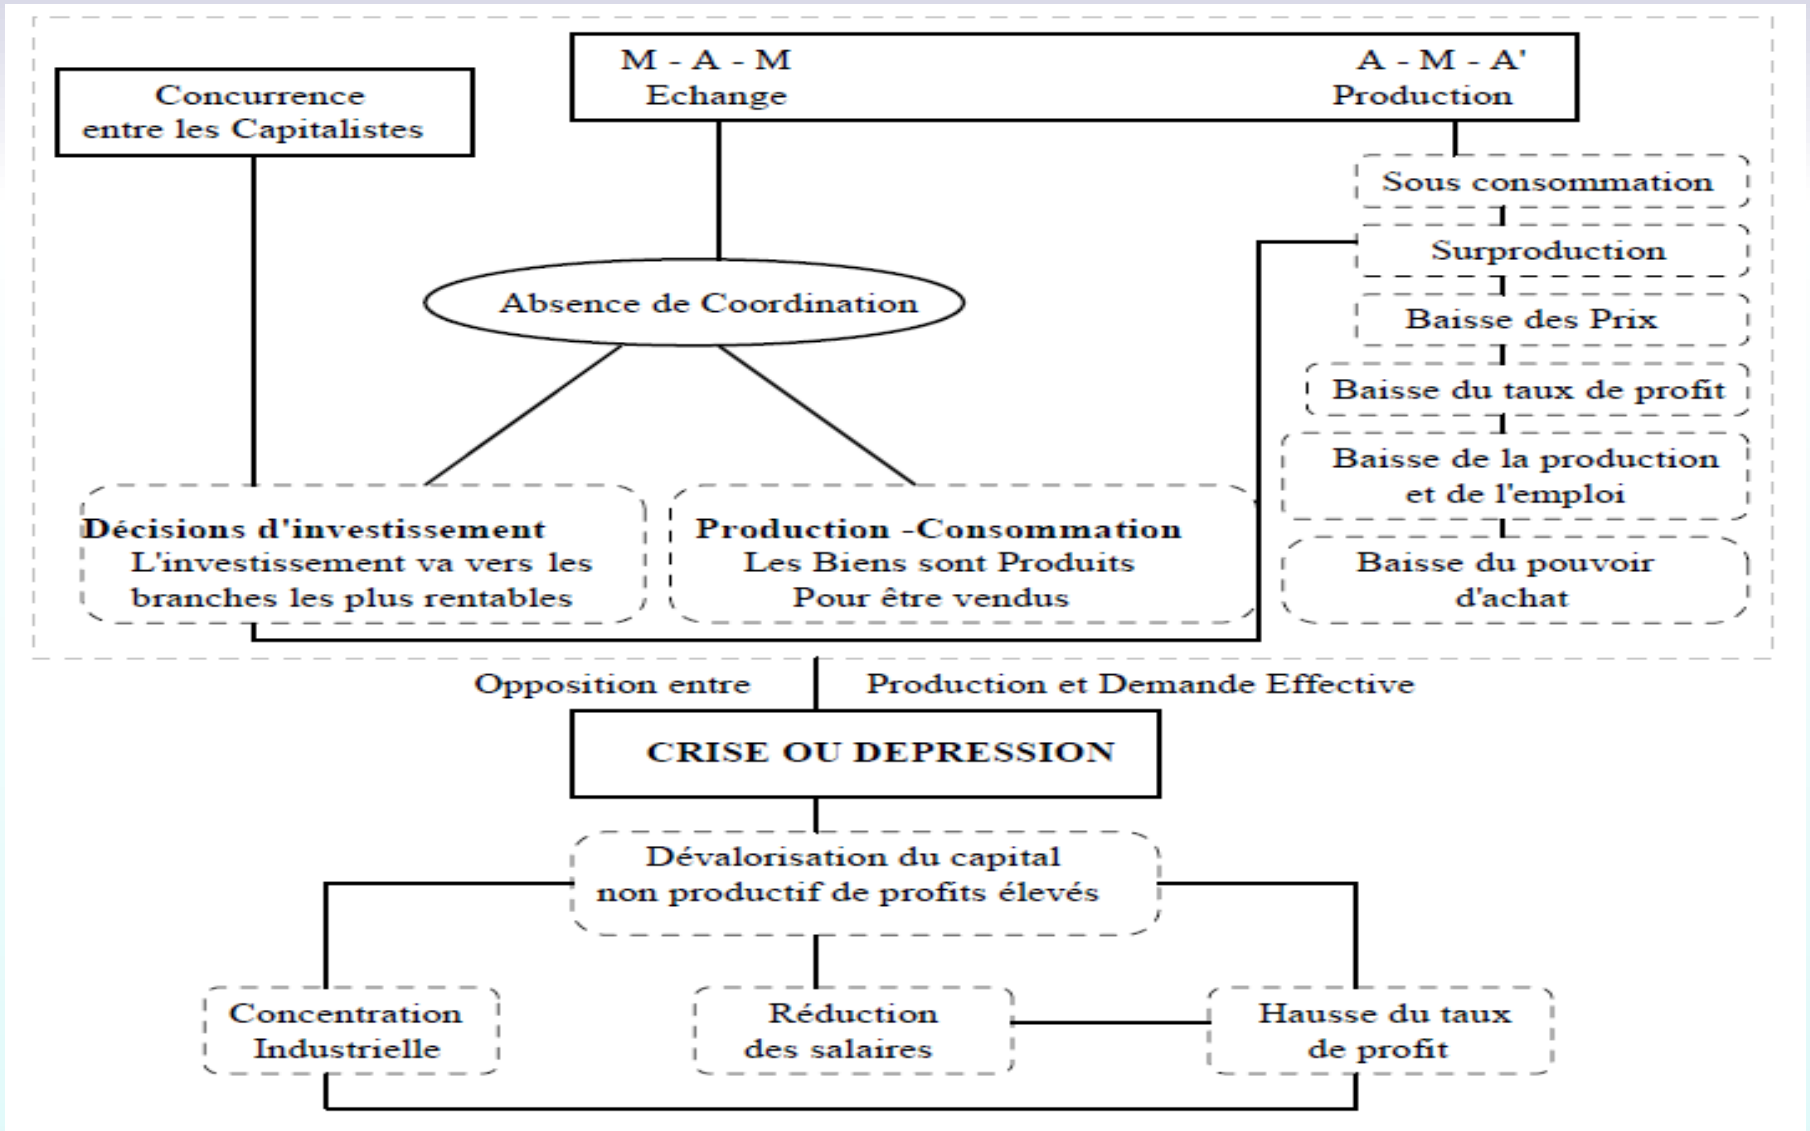 Concurrence
entre les Capitalistes
M - A - M
Echange
A - M - A'
Production
Absence de Coordination
Décisions d'investissement
L'investissement va vers les
branches les plus rentables
Production -Consommation
Les Biens sont Produits
Pour être vendus
Sous consommation
Surproduction
Baisse des Prix
Baisse du taux de profit
Baisse de la production
et de l'emploi
Baisse du pouvoir
d'achat
Opposition entre
Production et Demande Effective
CRISE OU DEPRESSION
Dévalorisation du capital
non productif de profits élevés
Concentration
Industrielle
Réduction
des salaires
Hausse du taux
de profit